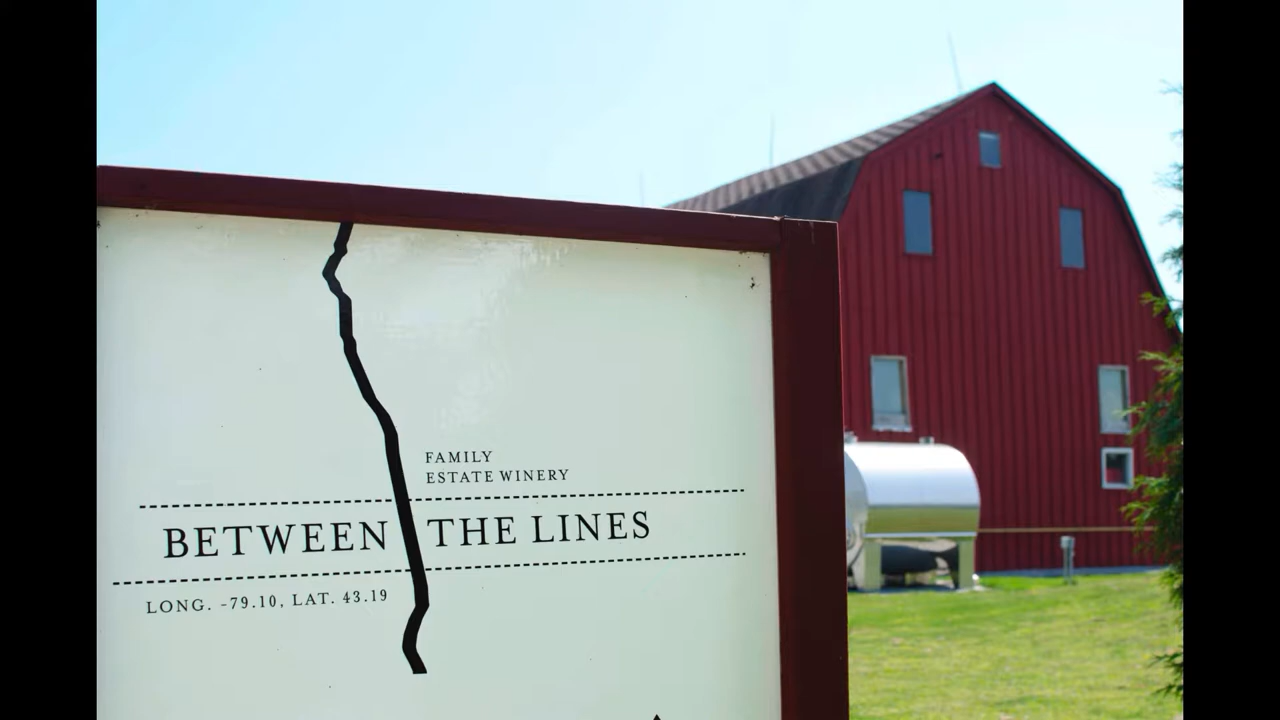 FAMILY
ESTATE WINERY
BETWEEN THE LINES
LONG. -79.10, LAT. 43.19